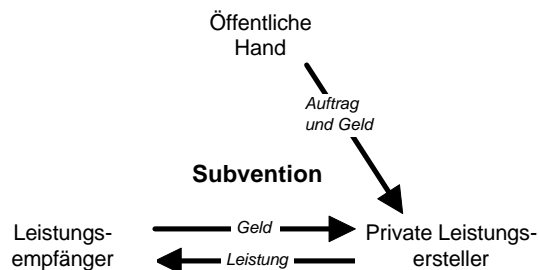 Öffentliche
Hand
Auftrag
und Geld
Subvention
Geld
Leistungs-
empfänger
Private Leistungs-
ersteller
Leistung